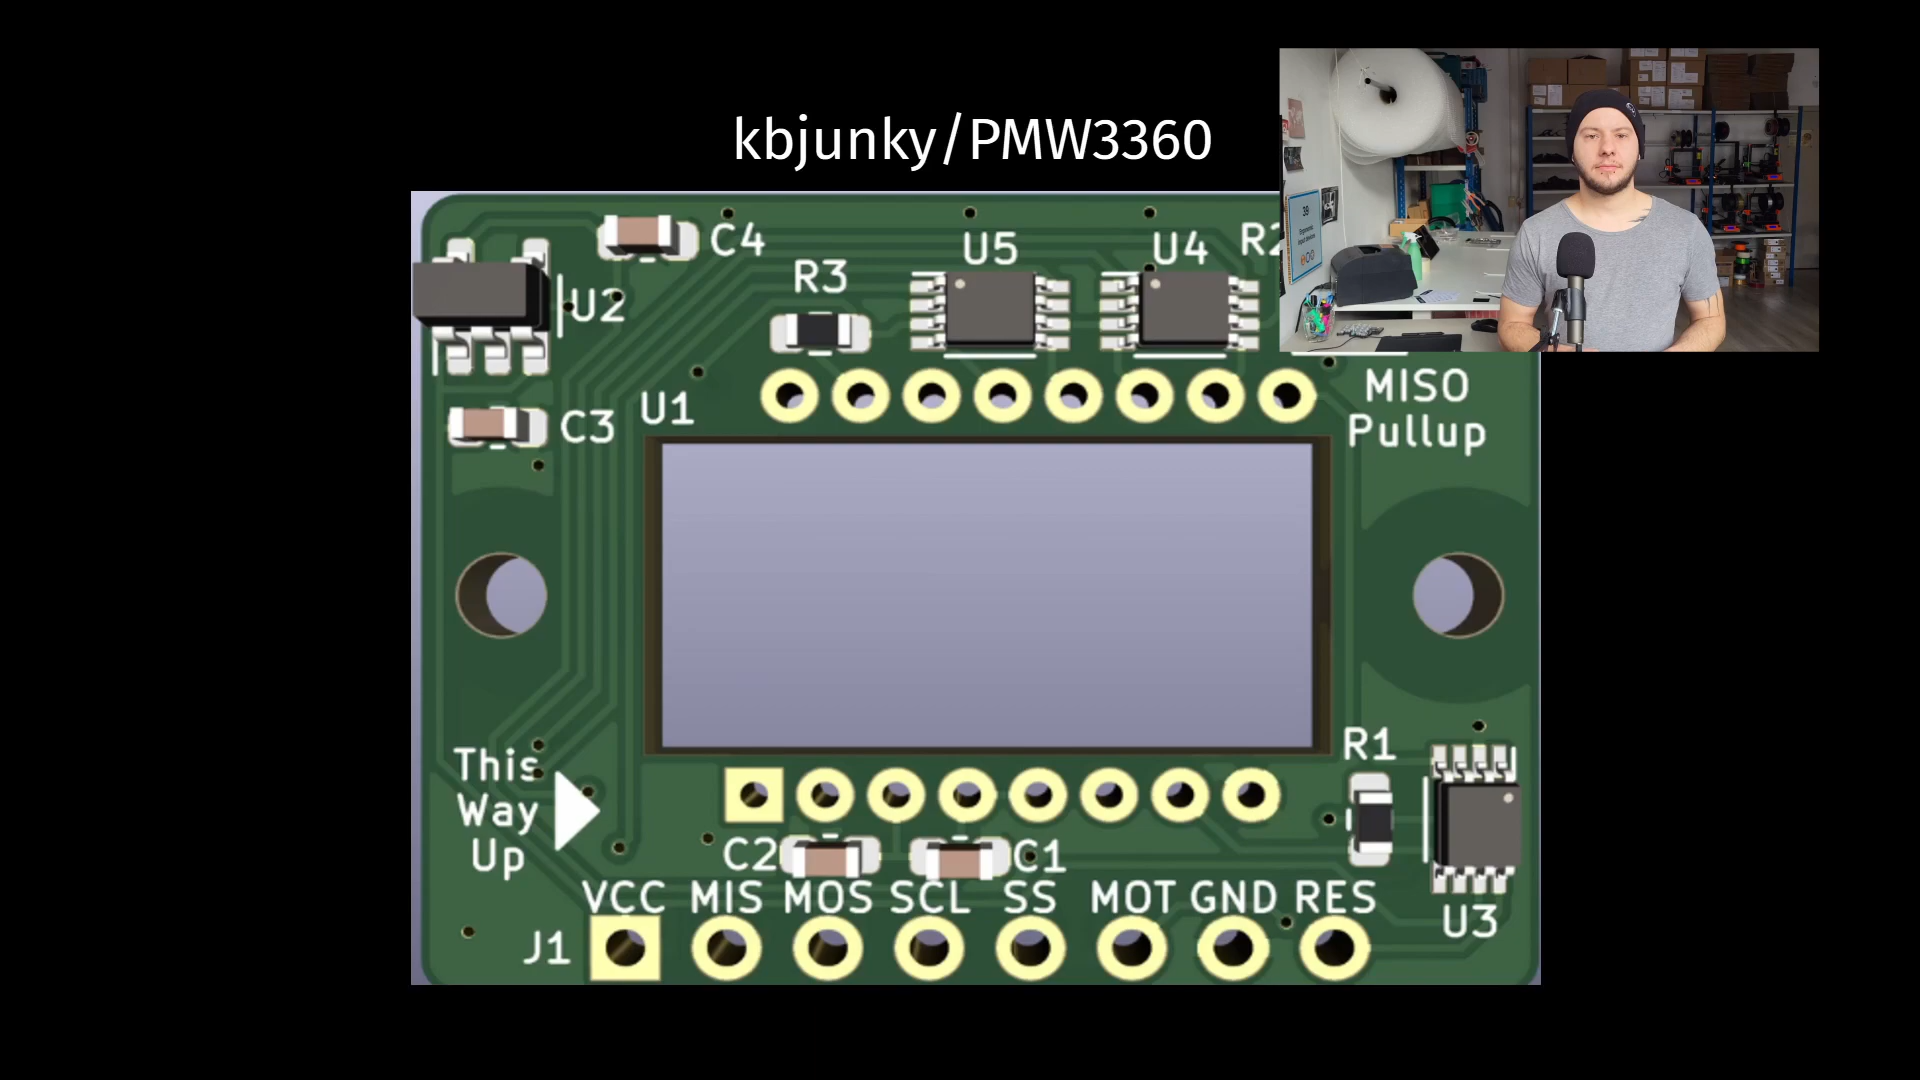 kbjunky/PMW3360
C4
U5
U4
R3
U2
U1
MISO
Pullup
C3
R1
This
Way
Up
C2
C1
VCC MIS MOS SCL SS MOT GND RES
U3
J1
39